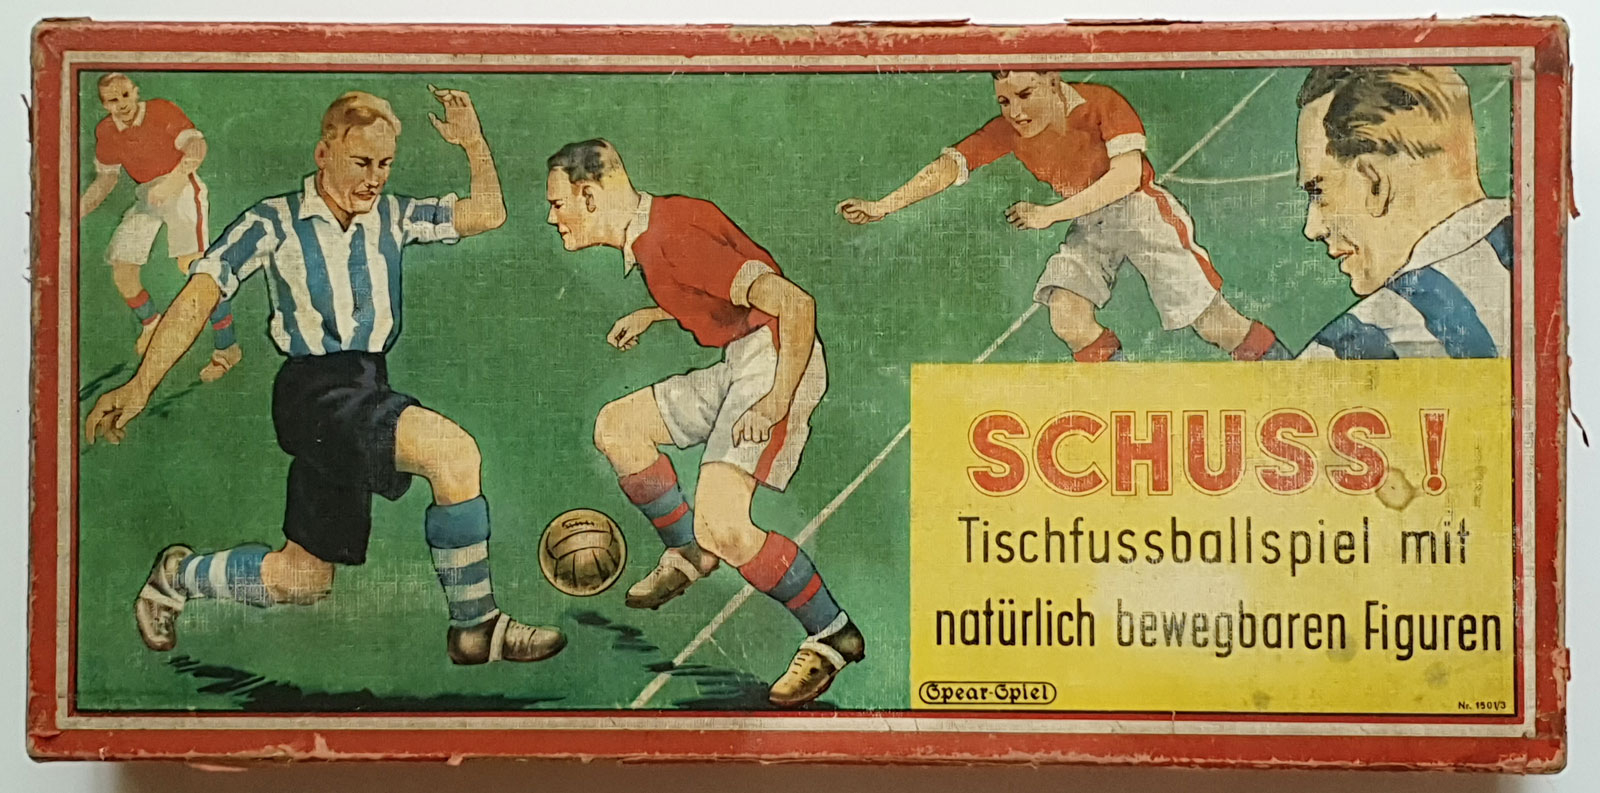 SCHUSS!
Tischfussballspiel mit
natürlich bewegbaren Figuren
Spear-Spiel
Nr. 1501/3